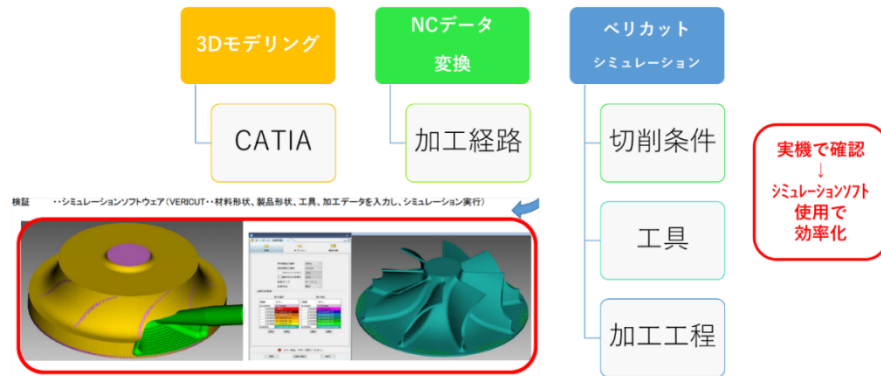 3Dモデリング
NCデータ
変換
ベリカット
シミュレーション
CATIA
加工経路
切削条件
工具
加工工程
実機で確認
↓
シミュレーションソフト
使用で
効率化
検証 ・・シミュレーションソフトウェア(VERICUT・・材料形状、製品形状、工具、加工データを入力し、シミュレーション実行)